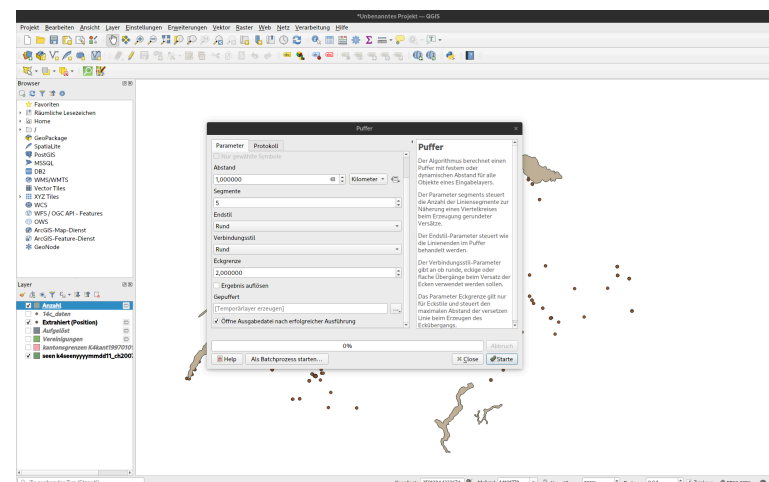 *Unbenanntes Projekt — QGIS
Projekt Bearbeiten Ansicht Layer Einstellungen Erweiterungen Vektor Raster Web Netz Verarbeitung Hilfe
Browser
Favoriten
Räumliche Lesezeichen
Home
/
GeoPackage
SpatiaLite
PostGIS
MSSQL
DB2
WMS/WMTS
Vector Tiles
XYZ Tiles
WCS
WFS / OGC API - Features
OWS
ArcGIS-Map-Dienst
ArcGIS-Feature-Dienst
GeoNode
Layer
Anzahl
14c_daten
Extrahiert (Position)
Aufgelöst
Vereinigungen
kantonsgrenzen K4kant19970101
seen k4seenyyyymmdd11_ch2007
Puffer
Parameter Protokoll
Nur gewählte Symbole
Abstand
1,000000 Kilometer
Segmente
5
Endstil
Rund
Verbindungsstil
Rund
Eckgrenze
2,000000
Ergebnis auflösen
Gepuffert
[Temporärlayer erzeugen]
...
Öffne Ausgabedatei nach erfolgreicher Ausführung
Puffer
Der Algorithmus berechnet einen
Puffer mit festem oder
dynamischen Abstand für alle
Objekte eines Eingabelayers.
Der Parameter segments steuert
die Anzahl der Liniensegmente zur
Näherung eines Viertelkreises
beim Erzeugung gerundeter
Versätze.
Der Endstil-Parameter steuert wie
die Linienenden im Puffer
behandelt werden.
Der Verbindungsstil-Parameter
gibt an ob runde, eckige oder
flache Übergänge beim Versatz der
Ecken verwendet werden sollen.
Das Parameter Eckgrenze gilt nur
für Eckstile und steuert den
maximalen Abstand der versetzen
Linie beim Erzeugen des
Eckübergangs.
0%
Abbruch
Help Als Batchprozess starten... Close Starte